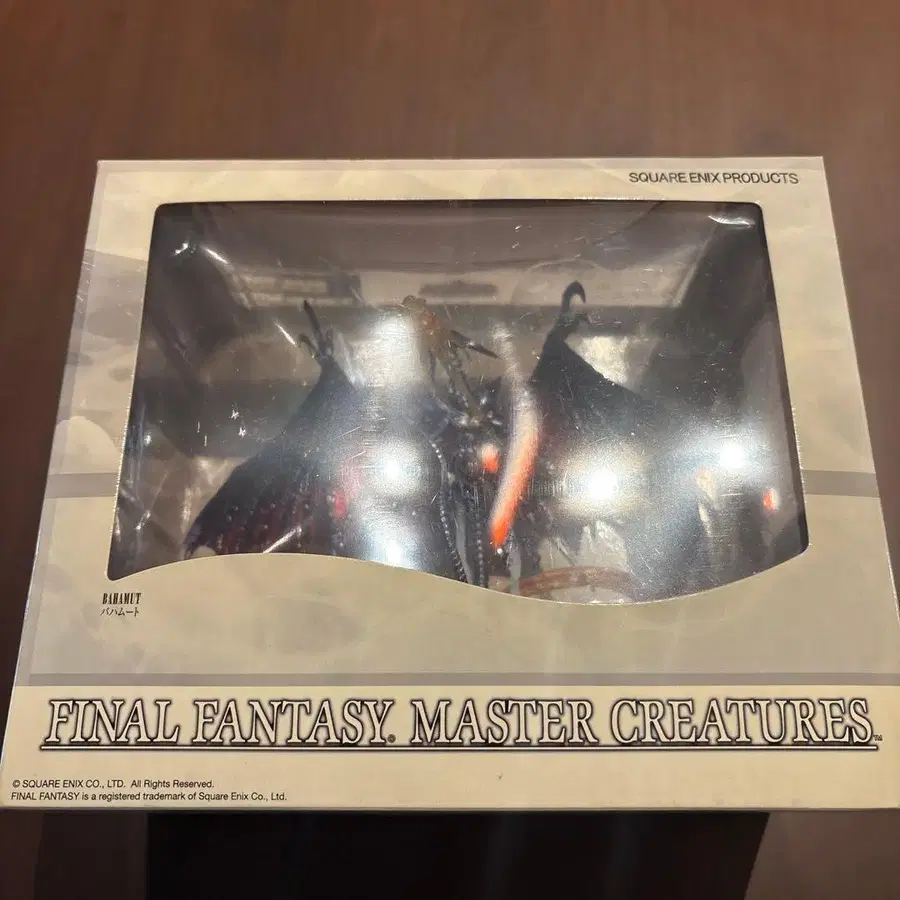 SQUARE ENIX PRODUCTS
BAHAMUT
バハムート
FINAL FANTASY® MASTER CREATURES™
© SQUARE ENIX CO., LTD. All Rights Reserved.
FINAL FANTASY is a registered trademark of Square Enix Co., Ltd.